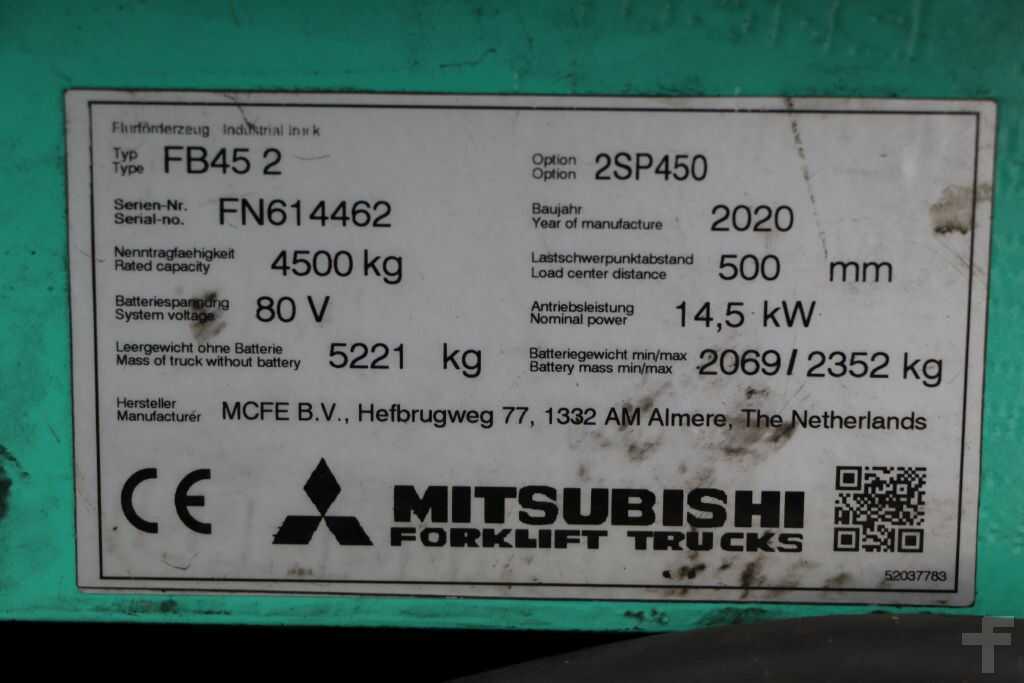 Flurförderzeug Industrial truck
Typ
Type FB45 2
Option
Option 2SP450
Serien-Nr.
Serial-no. FN614462
Baujahr
Year of manufacture 2020
Nenntragfaehigkeit
Rated capacity 4500 kg
Lastschwerpunktabstand
Load center distance 500 mm
Batteriespannung
System voltage 80 V
Antriebsleistung
Nominal power 14,5 kW
Leergewicht ohne Batterie
Mass of truck without battery 5221 kg
Batteriegewicht min/max
Battery mass min/max 2069/2352 kg
Hersteller
Manufacturer MCFE B.V., Hefbrugweg 77, 1332 AM Almere, The Netherlands
CE
MITSUBISHI
FORKLIFT TRUCKS
52037783